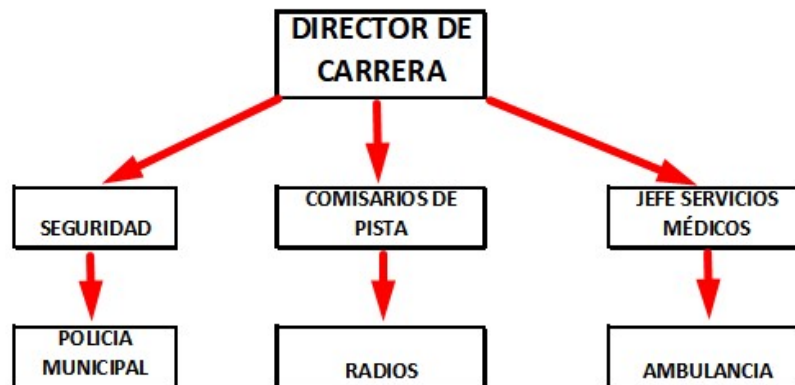 DIRECTOR DE
CARRERA
SEGURIDAD
COMISARIOS DE
PISTA
JEFE SERVICIOS
MÉDICOS
POLICIA
MUNICIPAL
RADIOS
AMBULANCIA